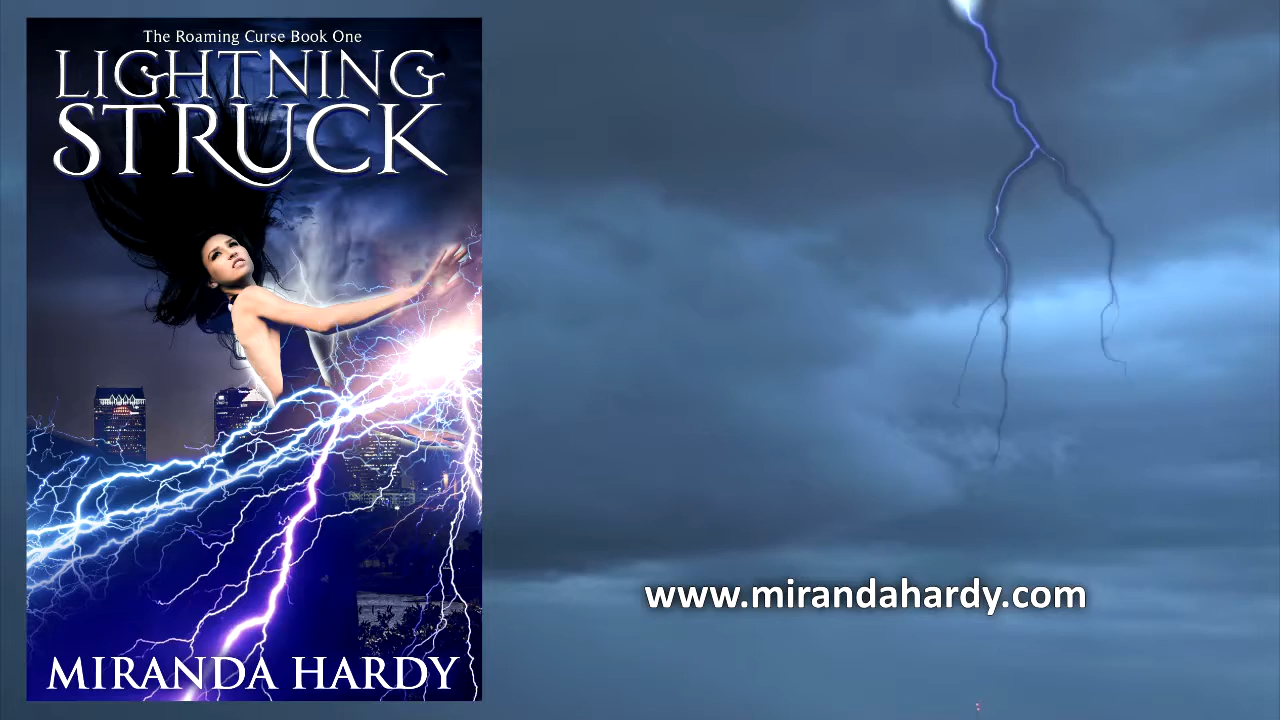 The Roaming Curse Book One
LIGHTNING
STRUCK
MIRANDA HARDY
www.mirandahardy.com